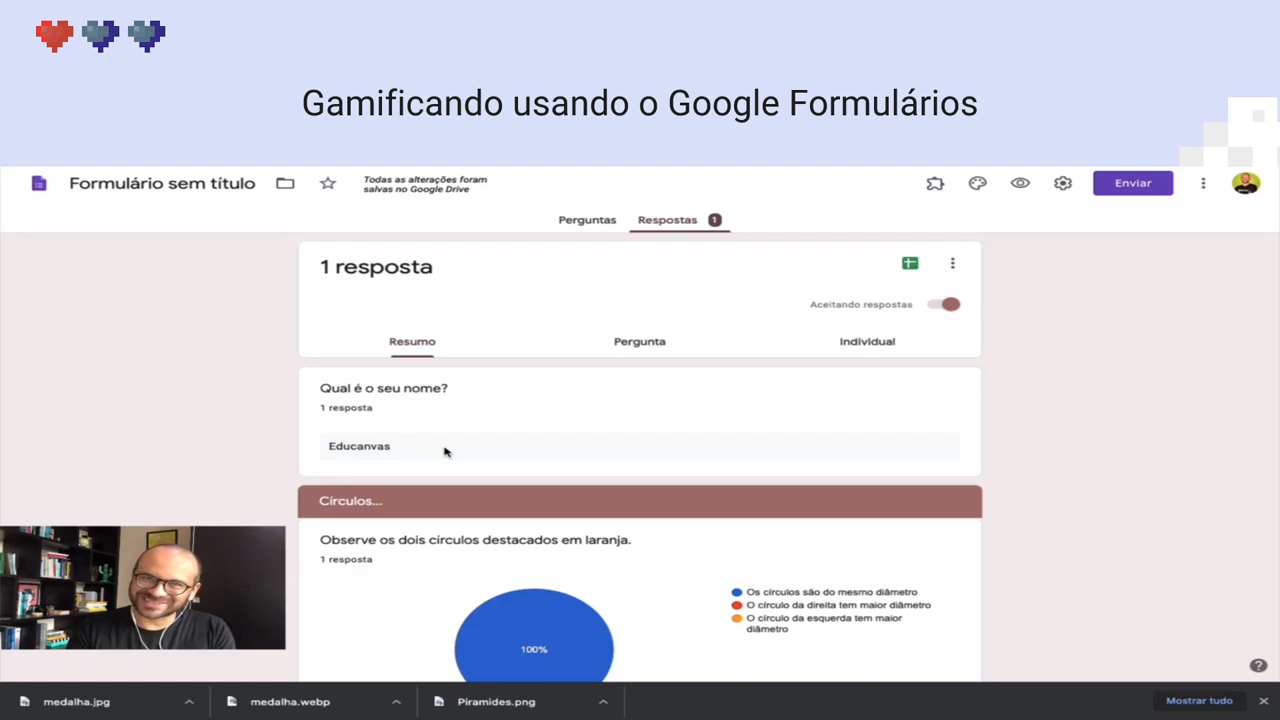 Gamificando usando o Google Formulários
Formulário sem título
Todas as alterações foram
salvas no Google Drive
Enviar
Perguntas
Respostas 1
1 resposta
Aceitando respostas
Resumo
Pergunta
Individual
Qual é o seu nome?
1 resposta
Educanvas
Círculos...
Observe os dois círculos destacados em laranja.
1 resposta
100%
Os círculos são do mesmo diâmetro
O círculo da direita tem maior diâmetro
O círculo da esquerda tem maior
diâmetro
medalha.jpg
medalha.webp
Piramides.png
Mostrar tudo